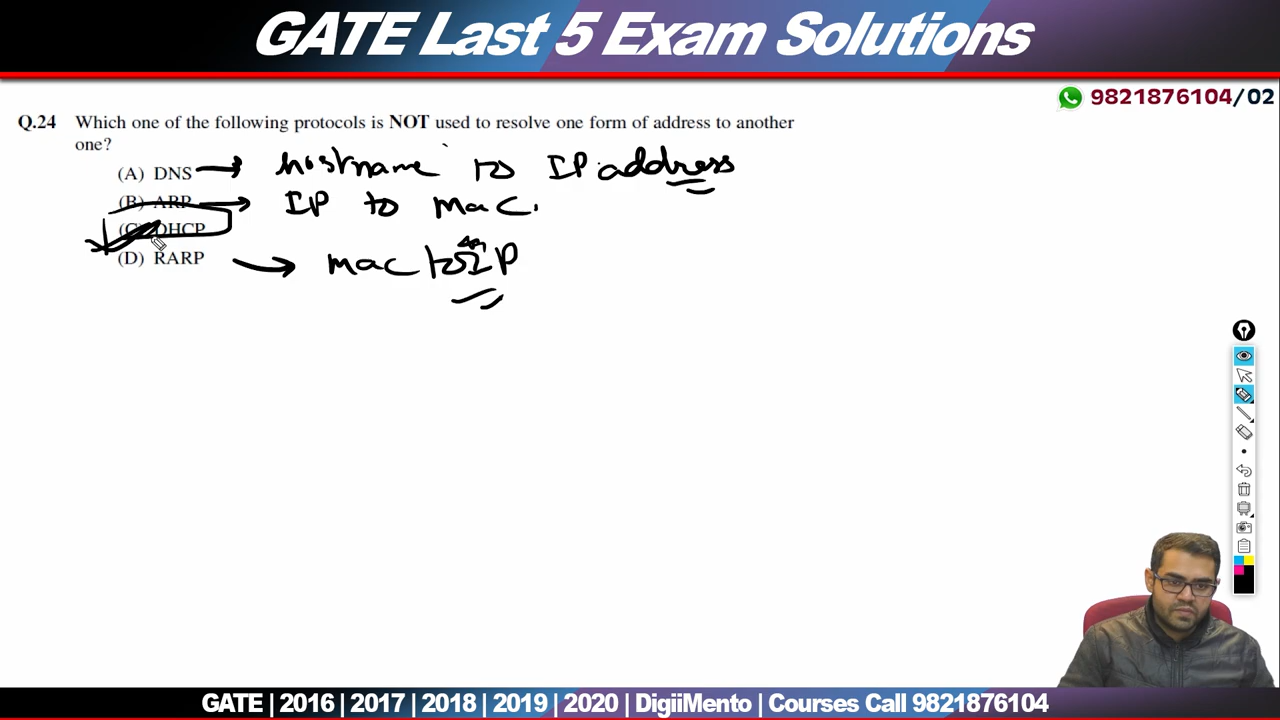 GATE Last 5 Exam Solutions
9821876104/02
Q.24 Which one of the following protocols is NOT used to resolve one form of address to another
one?
(A) DNS → hostname to IP address
(B) ARP → IP to MAC.
(C) DHCP
(D) RARP → mac to IP
GATE | 2016 | 2017 | 2018 | 2019 | 2020 | DigiiMento | Courses Call 9821876104